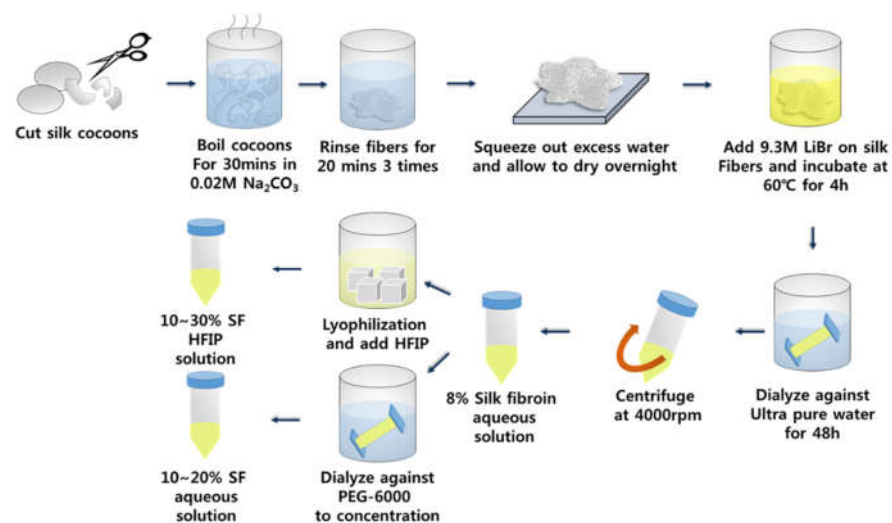 Cut silk cocoons
Boil cocoons
For 30mins in
0.02M Na₂CO₃
Rinse fibers for
20 mins 3 times
Squeeze out excess water
and allow to dry overnight
Add 9.3M LiBr on silk
Fibers and incubate at
60℃ for 4h
Dialyze against
Ultra pure water
for 48h
Centrifuge
at 4000rpm
8% Silk fibroin
aqueous
solution
Lyophilization
and add HFIP
10~30% SF
HFIP
solution
Dialyze against
PEG-6000
to concentration
10~20% SF
aqueous
solution